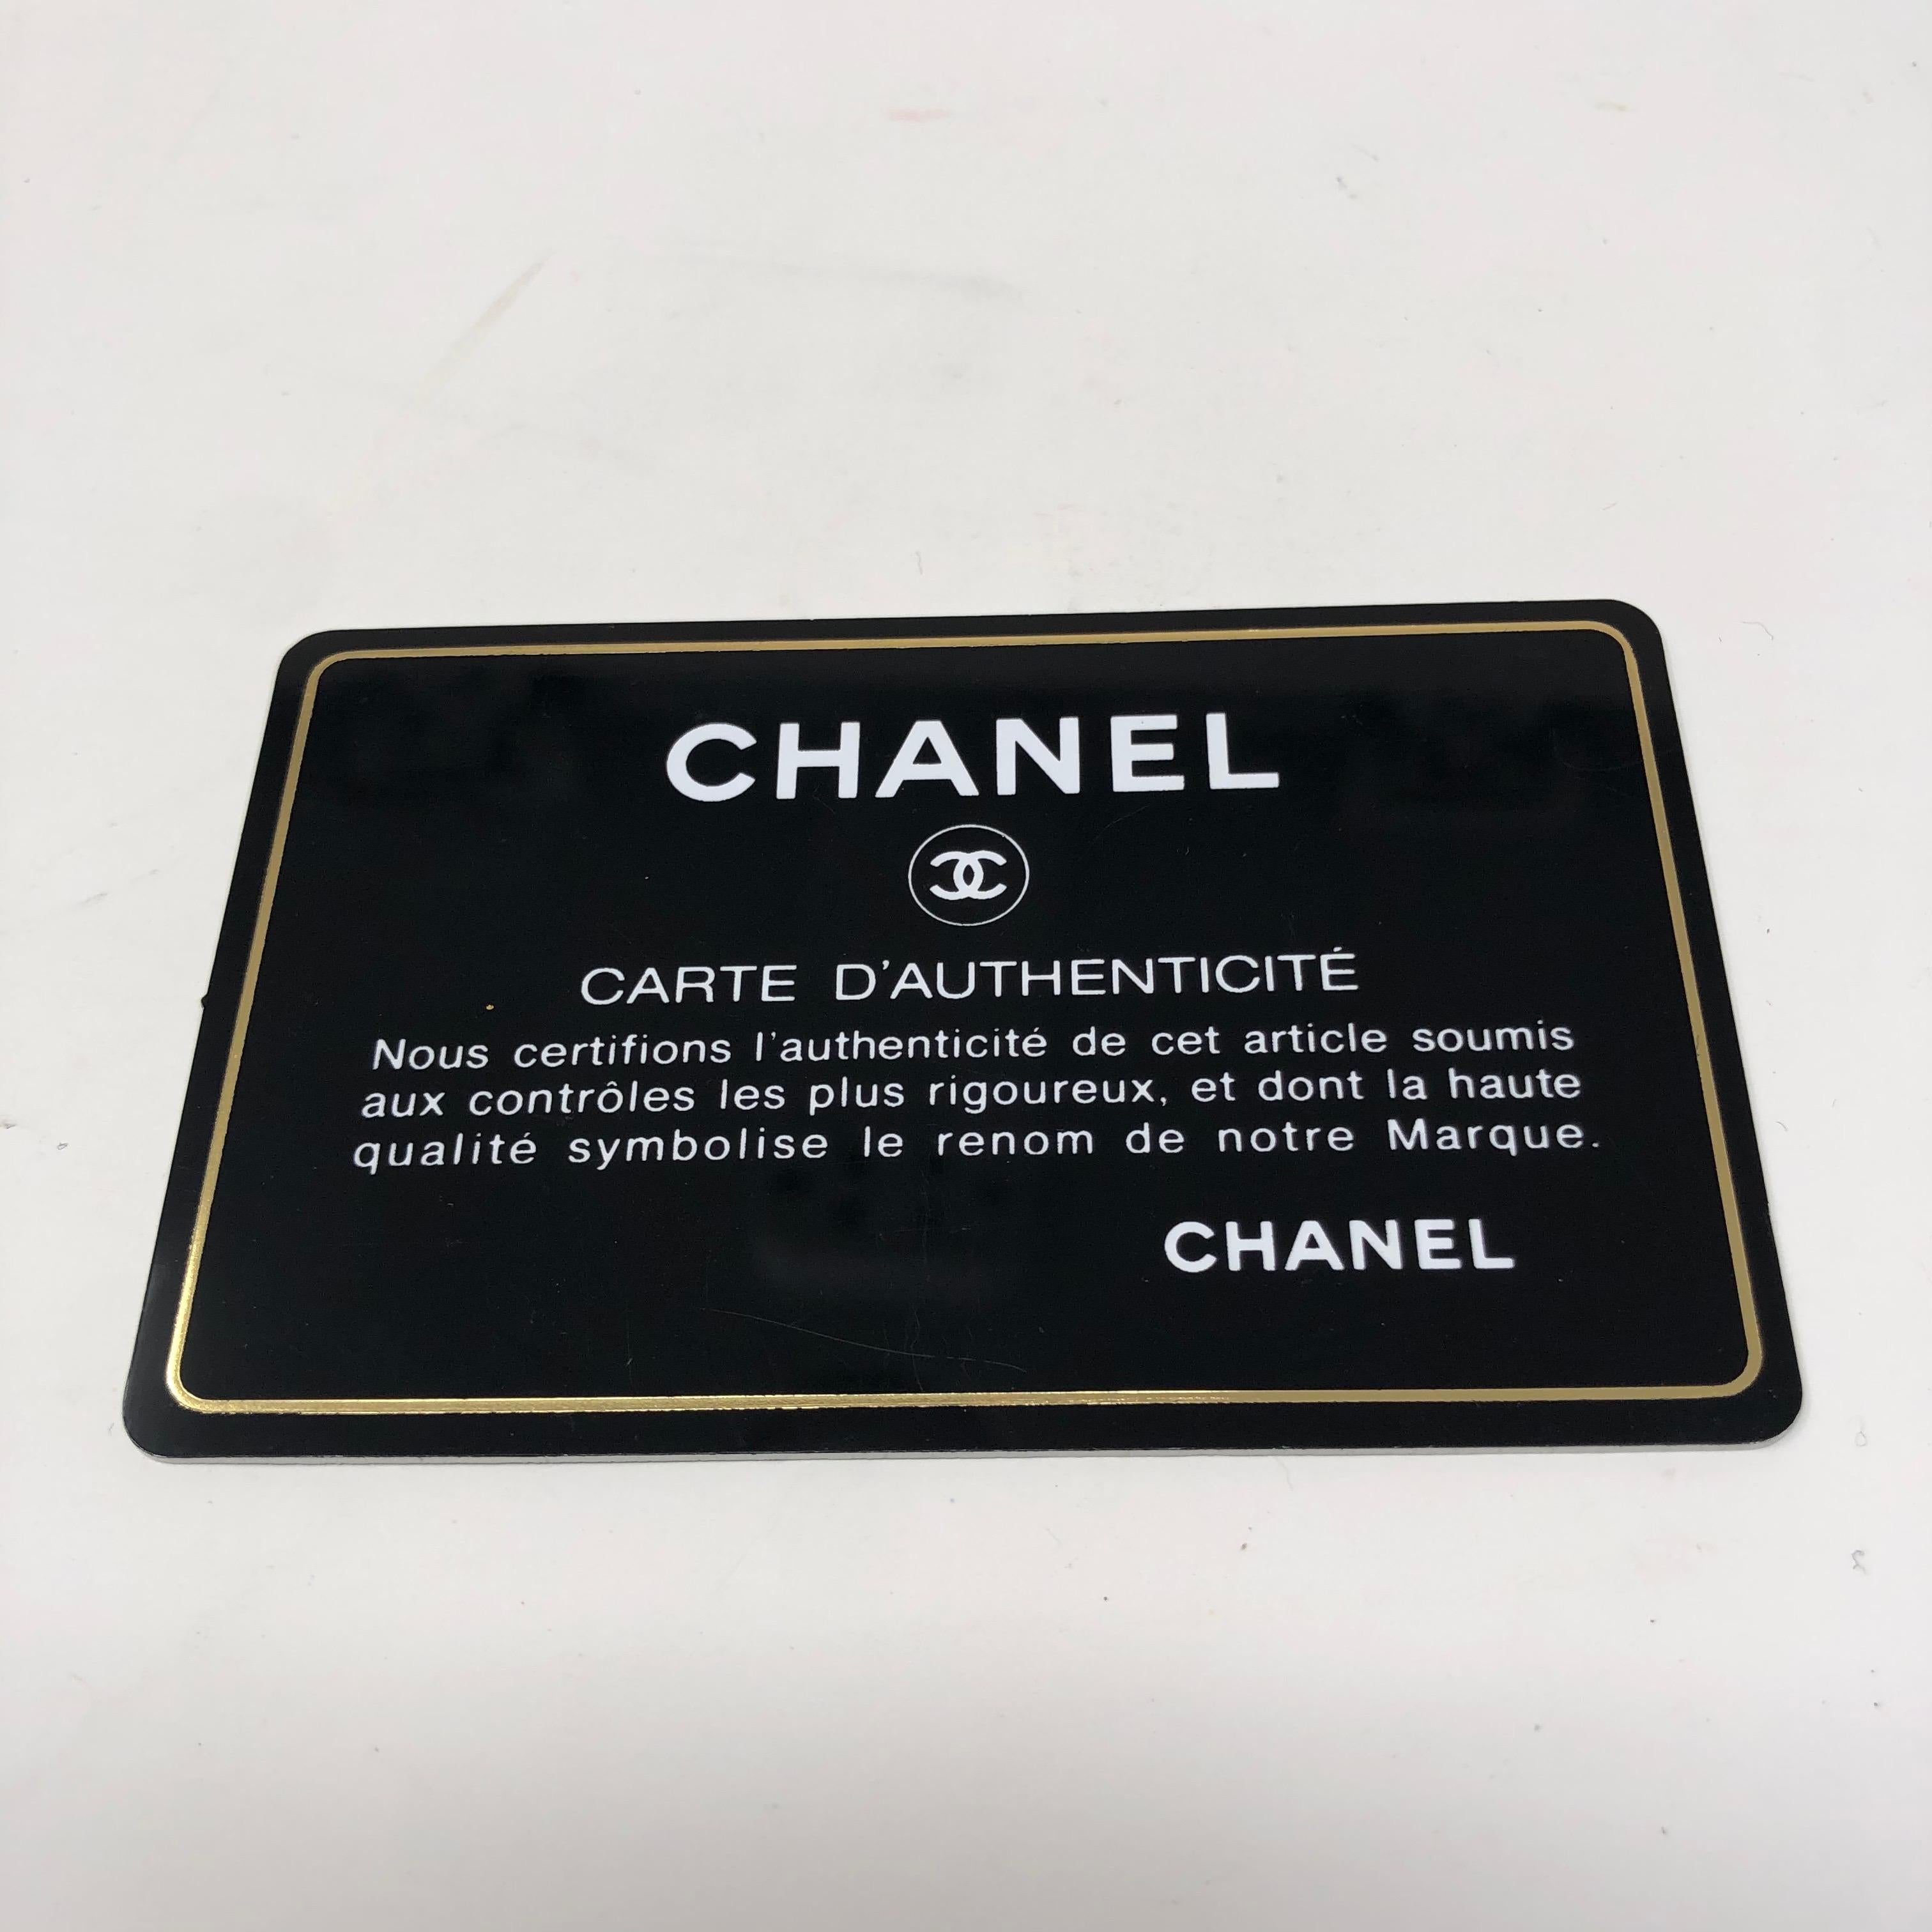 CHANEL
CARTE D'AUTHENTICITÉ
Nous certifions l'authenticité de cet article soumis
aux contrôles les plus rigoureux, et dont la haute
qualité symbolise le renom de notre Marque.
CHANEL